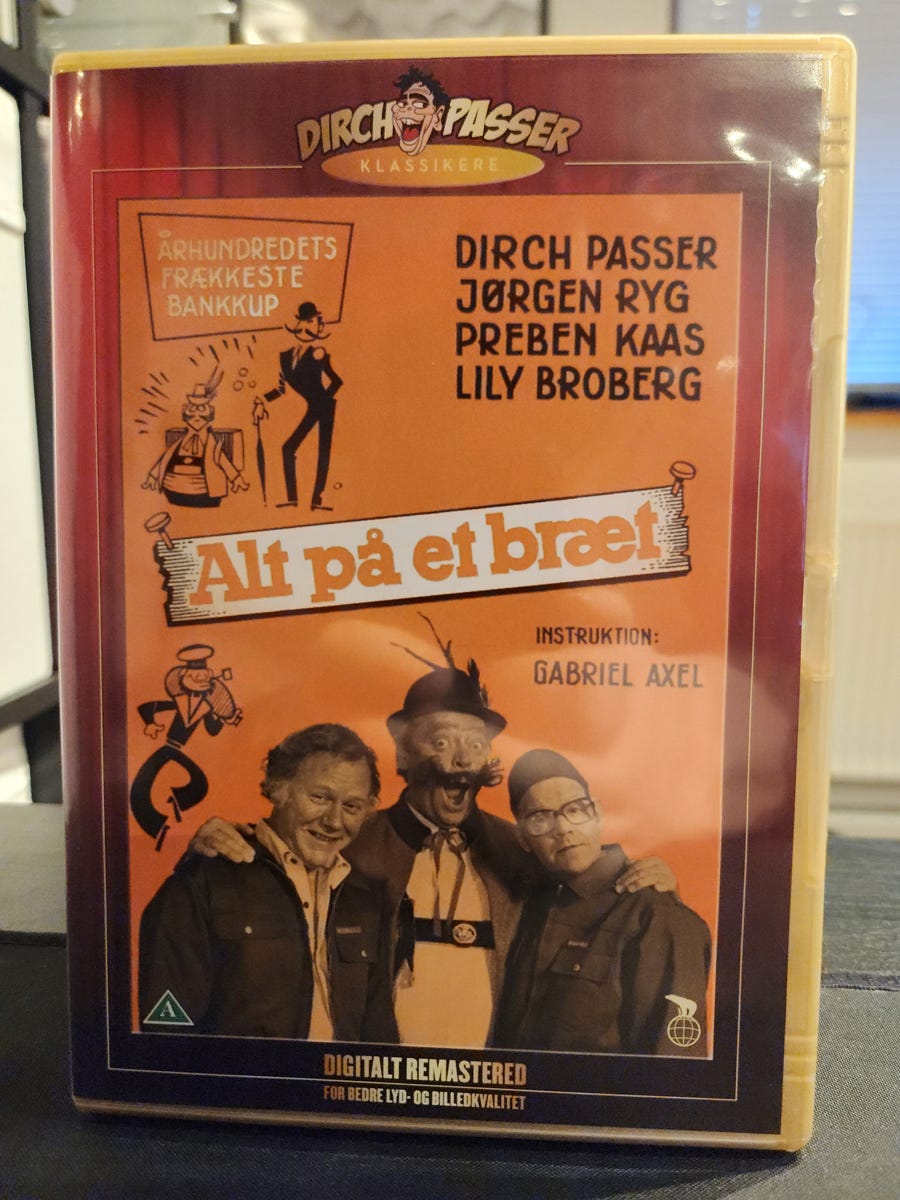 DIRCH PASSER
KLASSIKERE
ÅRHUNDREDETS
FRÆKKESTE
BANKKUP
DIRCH PASSER
JØRGEN RYG
PREBEN KAAS
LILY BROBERG
Alt på et bræt
INSTRUKTION:
GABRIEL AXEL
A
DIGITALT REMASTERED
FOR BEDRE LYD- OG BILLEDKVALITET